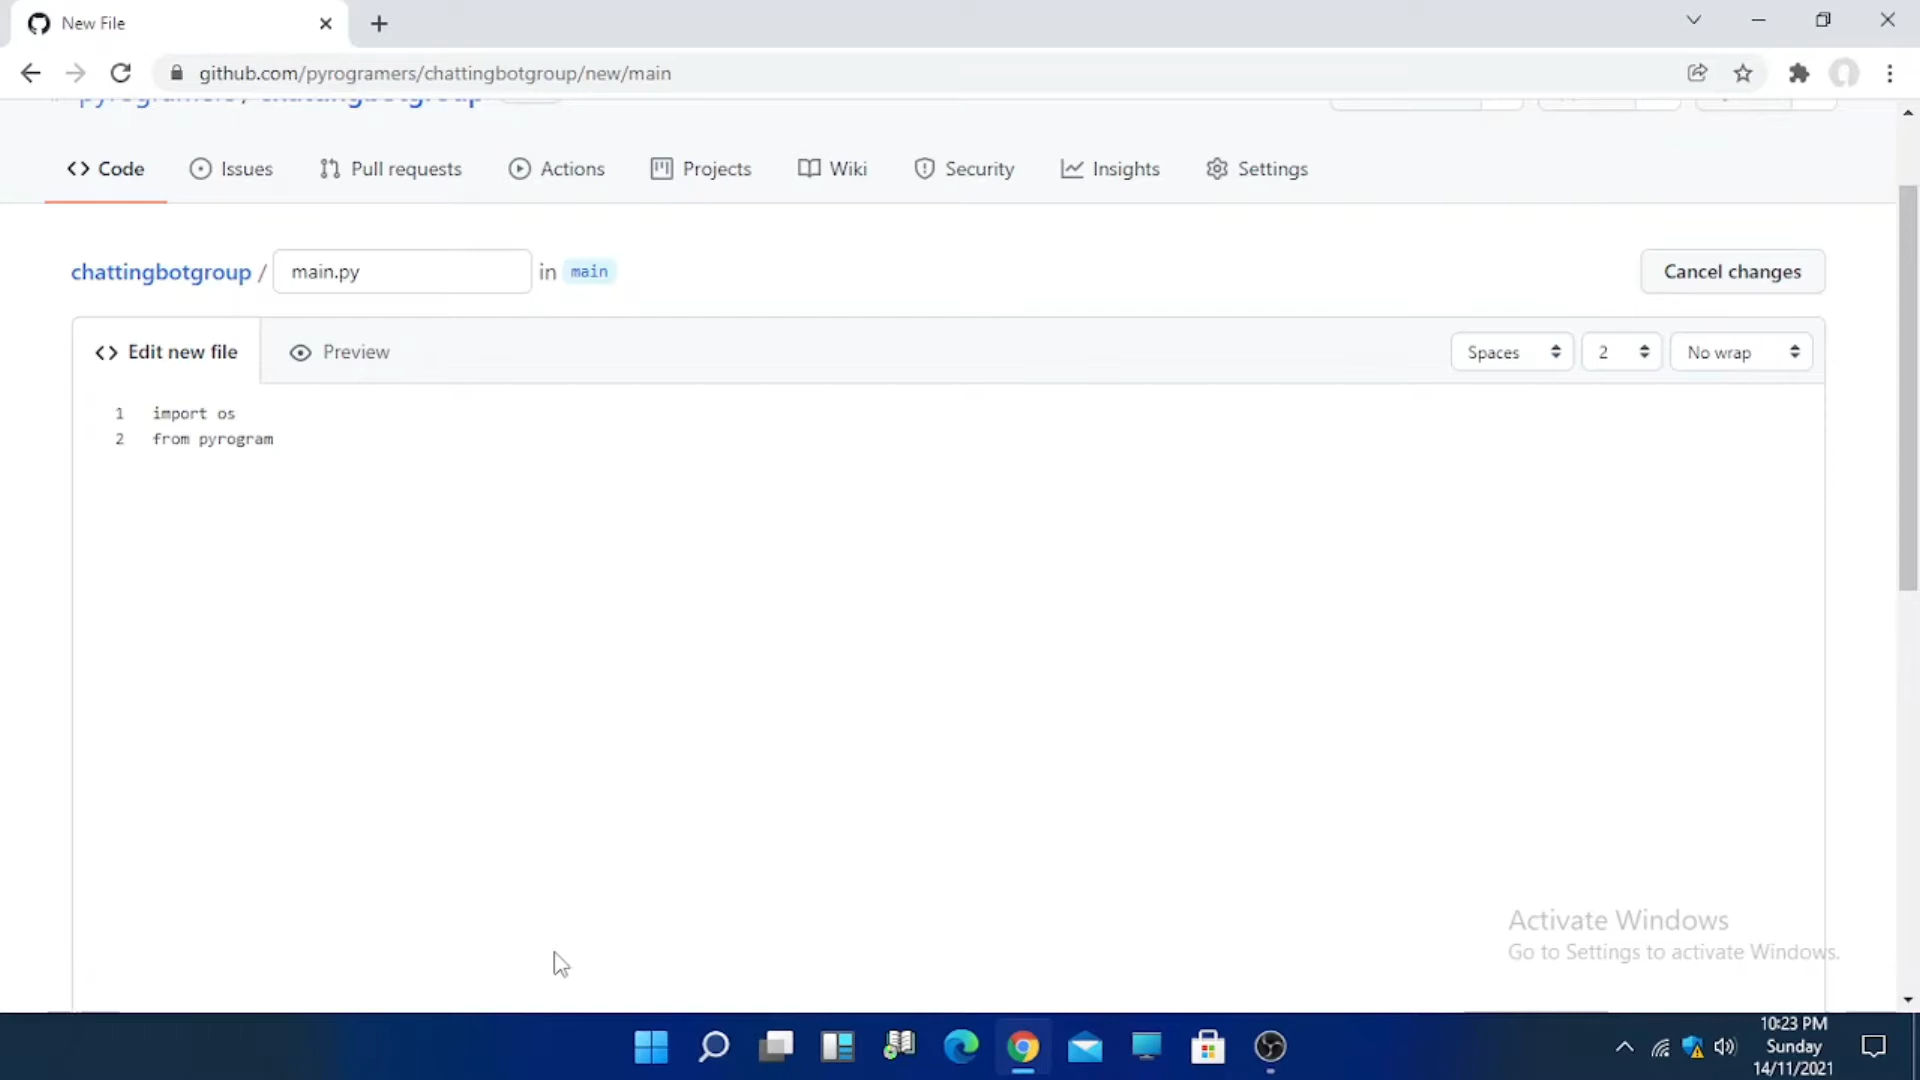 New File
github.com/pyrogramers/chattingbotgroup/new/main
pyrogramers / chattingbotgroup
Code Issues Pull requests Actions Projects Wiki Security Insights Settings
chattingbotgroup / main.py in main Cancel changes
Edit new file Preview Spaces 2 No wrap
1 import os
2 from pyrogram
Activate Windows
Go to Settings to activate Windows.
10:23 PM
Sunday
14/11/2021